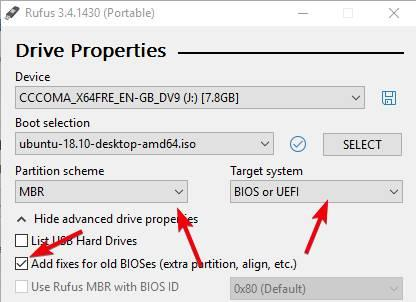 Rufus 3.4.1430 (Portable)
Drive Properties
Device
CCCOMA_X64FRE_EN-GB_DV9 (J:) [7.8GB]
Boot selection
ubuntu-18.10-desktop-amd64.iso
SELECT
Partition scheme
Target system
MBR
BIOS or UEFI
Hide advanced drive properties
List USB Hard Drives
Add fixes for old BIOSes (extra partition, align, etc.)
Use Rufus MBR with BIOS ID
0x80 (Default)